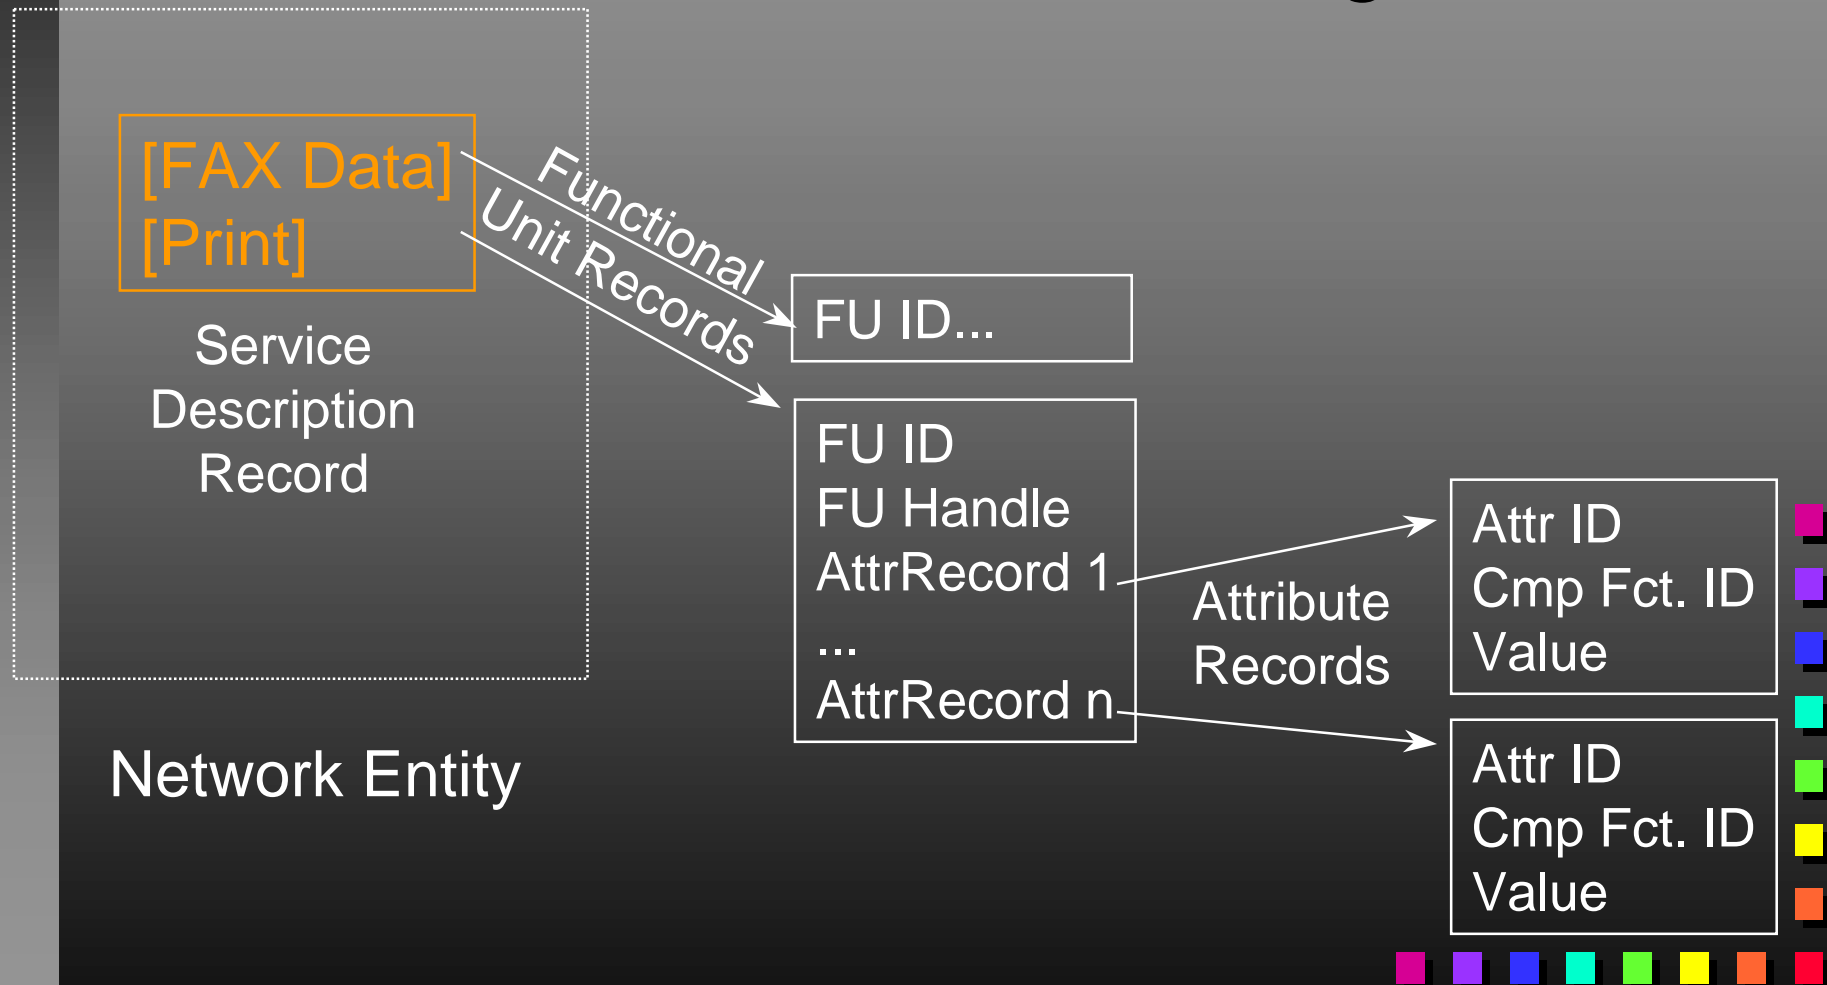 [FAX Data]
[Print]
Service
Description
Record
Network Entity
Functional
Unit Records
FU ID...
FU ID
FU Handle
AttrRecord 1
...
AttrRecord n
Attribute
Records
Attr ID
Cmp Fct. ID
Value
Attr ID
Cmp Fct. ID
Value